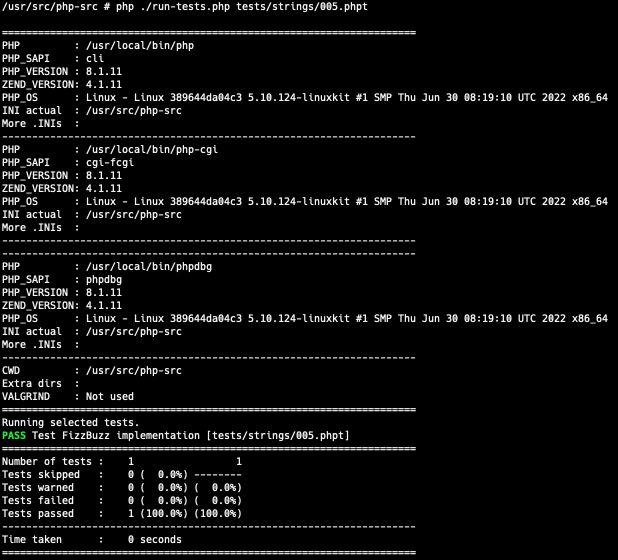 /usr/src/php-src # php ./run-tests.php tests/strings/005.phpt
=====================================================================
PHP         : /usr/local/bin/php
PHP_SAPI    : cli
PHP_VERSION : 8.1.11
ZEND_VERSION: 4.1.11
PHP_OS      : Linux - Linux 389644da04c3 5.10.124-linuxkit #1 SMP Thu Jun 30 08:19:10 UTC 2022 x86_64
INI actual  : /usr/src/php-src
More .INIs  :
---------------------------------------------------------------------
PHP         : /usr/local/bin/php-cgi
PHP_SAPI    : cgi-fcgi
PHP_VERSION : 8.1.11
ZEND_VERSION: 4.1.11
PHP_OS      : Linux - Linux 389644da04c3 5.10.124-linuxkit #1 SMP Thu Jun 30 08:19:10 UTC 2022 x86_64
INI actual  : /usr/src/php-src
More .INIs  :
---------------------------------------------------------------------
---------------------------------------------------------------------
PHP         : /usr/local/bin/phpdbg
PHP_SAPI    : phpdbg
PHP_VERSION : 8.1.11
ZEND_VERSION: 4.1.11
PHP_OS      : Linux - Linux 389644da04c3 5.10.124-linuxkit #1 SMP Thu Jun 30 08:19:10 UTC 2022 x86_64
INI actual  : /usr/src/php-src
More .INIs  :
---------------------------------------------------------------------
CWD         : /usr/src/php-src
Extra dirs  :
VALGRIND    : Not used
=====================================================================
Running selected tests.
PASS Test FizzBuzz implementation [tests/strings/005.phpt]
=====================================================================
Number of tests :    1                 1
Tests skipped   :    0 (  0.0%) --------
Tests warned    :    0 (  0.0%) (  0.0%)
Tests failed    :    0 (  0.0%) (  0.0%)
Tests passed    :    1 (100.0%) (100.0%)
---------------------------------------------------------------------
Time taken      :    0 seconds
=====================================================================